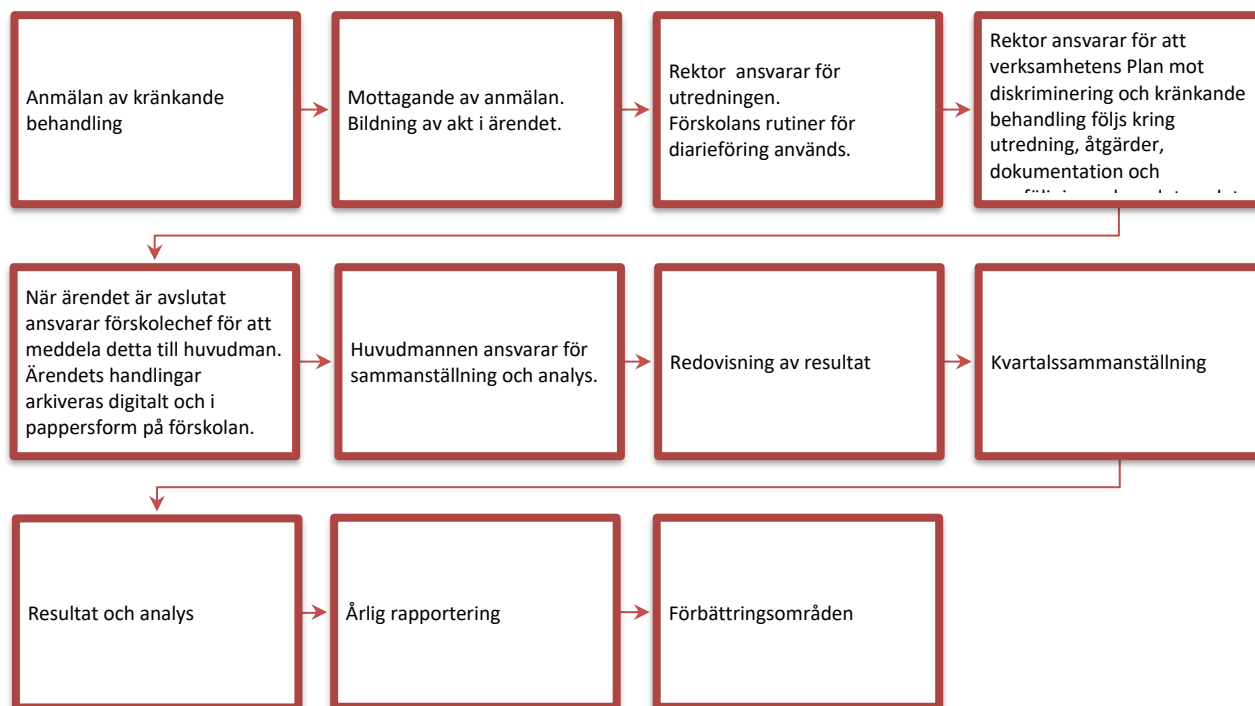 Anmälan av kränkande
behandling
Mottagande av anmälan.
Bildning av akt i ärendet.
Rektor ansvarar för
utredningen.
Förskolans rutiner för
diarieföring används.
Rektor ansvarar för att
verksamhetens Plan mot
diskriminering och kränkande
behandling följs kring
utredning, åtgärder,
dokumentation och
När ärendet är avslutat
ansvarar förskolechef för att
meddela detta till huvudman.
Ärendets handlingar
arkiveras digitalt och i
pappersform på förskolan.
Huvudmannen ansvarar för
sammanställning och analys.
Redovisning av resultat
Kvartalssammanställning
Resultat och analys
Årlig rapportering
Förbättringsområden